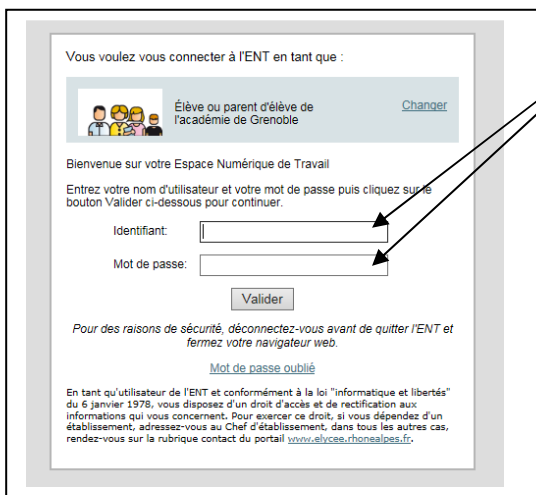 Vous voulez vous connecter à l'ENT en tant que :
Élève ou parent d'élève de
l'académie de Grenoble
Changer
Bienvenue sur votre Espace Numérique de Travail
Entrez votre nom d'utilisateur et votre mot de passe puis cliquez sur le
bouton Valider ci-dessous pour continuer.
Identifiant:
Mot de passe:
Valider
Pour des raisons de sécurité, déconnectez-vous avant de quitter l'ENT et
fermez votre navigateur web.
Mot de passe oublié
En tant qu'utilisateur de l'ENT et conformément à la loi "informatique et libertés"
du 6 janvier 1978, vous disposez d'un droit d'accès et de rectification aux
informations qui vous concernent. Pour exercer ce droit, si vous dépendez d'un
établissement, adressez-vous au Chef d'établissement, dans tous les autres cas,
rendez-vous sur la rubrique contact du portail www.elycee.rhonealpes.fr.